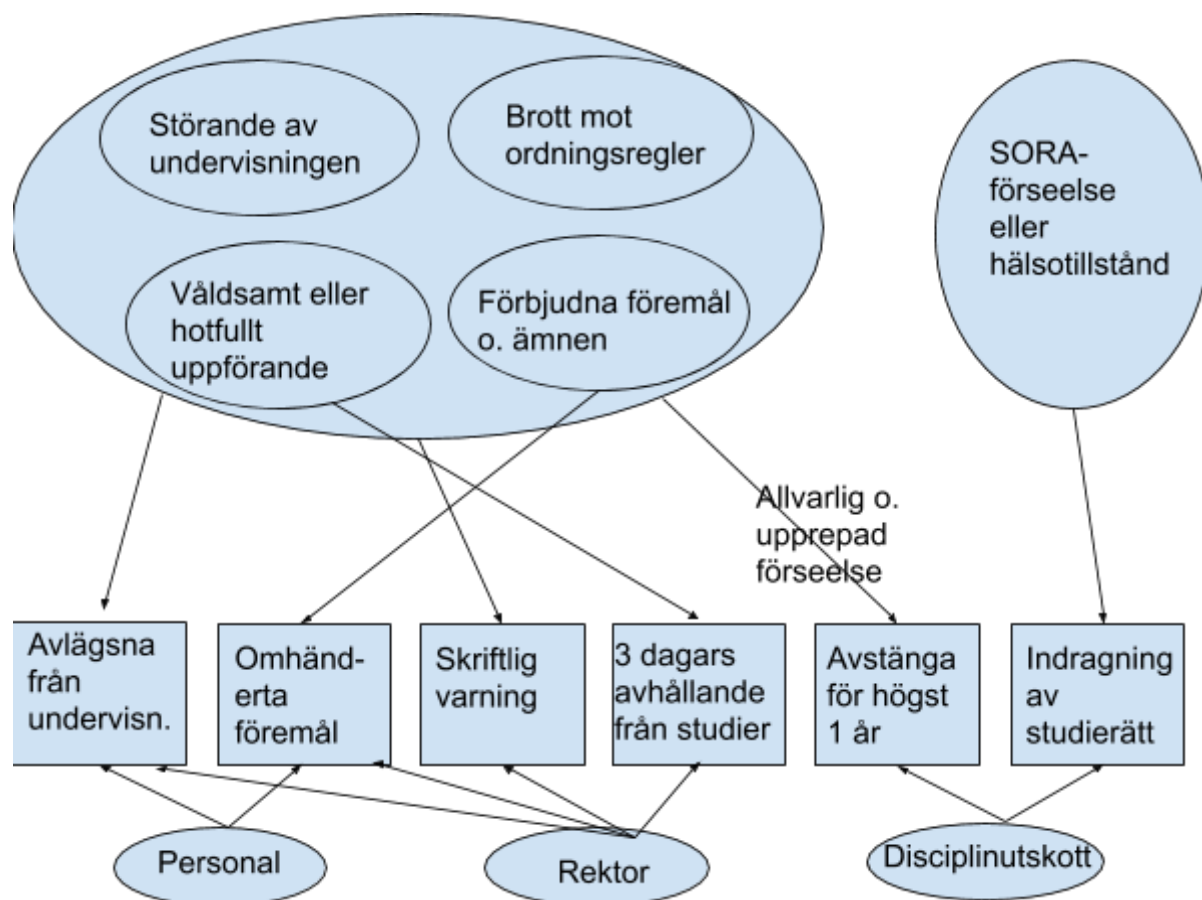 Störande av
undervisningen
Brott mot
ordningsregler
SORA-
förseelse
eller
hälsotillstånd
Våldsamt eller
hotfullt
uppförande
Förbjudna föremål
o. ämnen
Allvarlig o.
upprepad
förseelse
Avlägsna
från
undervisn.
Omhänd-
erta
föremål
Skriftlig
varning
3 dagars
avhållande
från studier
Avstänga
för högst
1 år
Indragning
av
studierätt
Personal
Rektor
Disciplinutskott